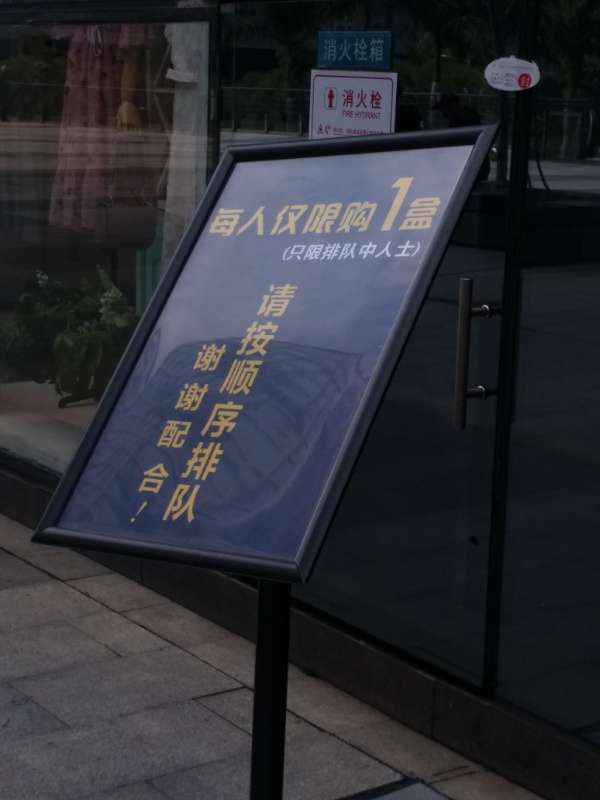 消火栓箱
消火栓
FIRE HYDRANT
每人仅限购1盒
(只限排队中人士)
请按顺序排队
谢谢配合!